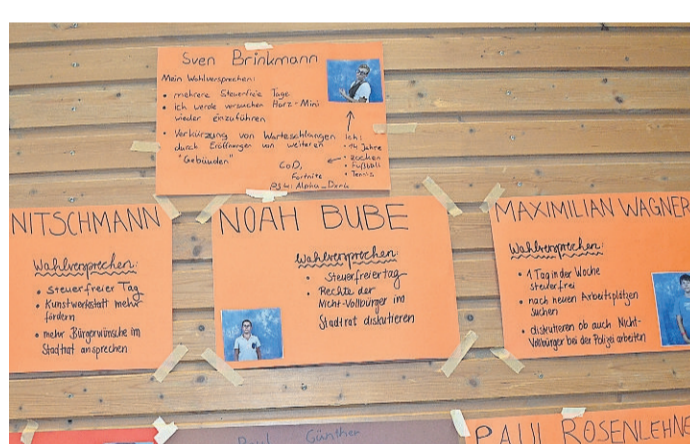 Sven Brinkmann
Mein Wahlversprechen:
• mehrere Steuerfreie Tage
• ich werde versuchen Harz-Mini
wieder einzuführen
• Verkürzung von Warteschlangen
durch Eröffnungen von weiteren
"Gebäuden"
Ich:
• 14 Jahre
• zocken
• Fußball
• Tennis
CoD,
Fortnite
NITSCHMANN
Wahlversprechen:
• Steuerfreier Tag
• Kunstwerkstatt mehr
fördern
• mehr Bürgerwünsche im
Stadtrat ansprechen
NOAH BUBE
Wahlversprechen:
• Steuerfreiertag
• Rechte der
Nicht-Vollbürger im
Stadtrat diskutieren
MAXIMILIAN WAGNER
Wahlversprechen:
• 1 Tag in der Woche
steuerfrei
• nach neuen Arbeitsplätzen
suchen
• diskutieren ob auch Nicht-
Vollbürger bei der Polizei arbeiten
Paul Günther
PAUL ROSENLEHNE